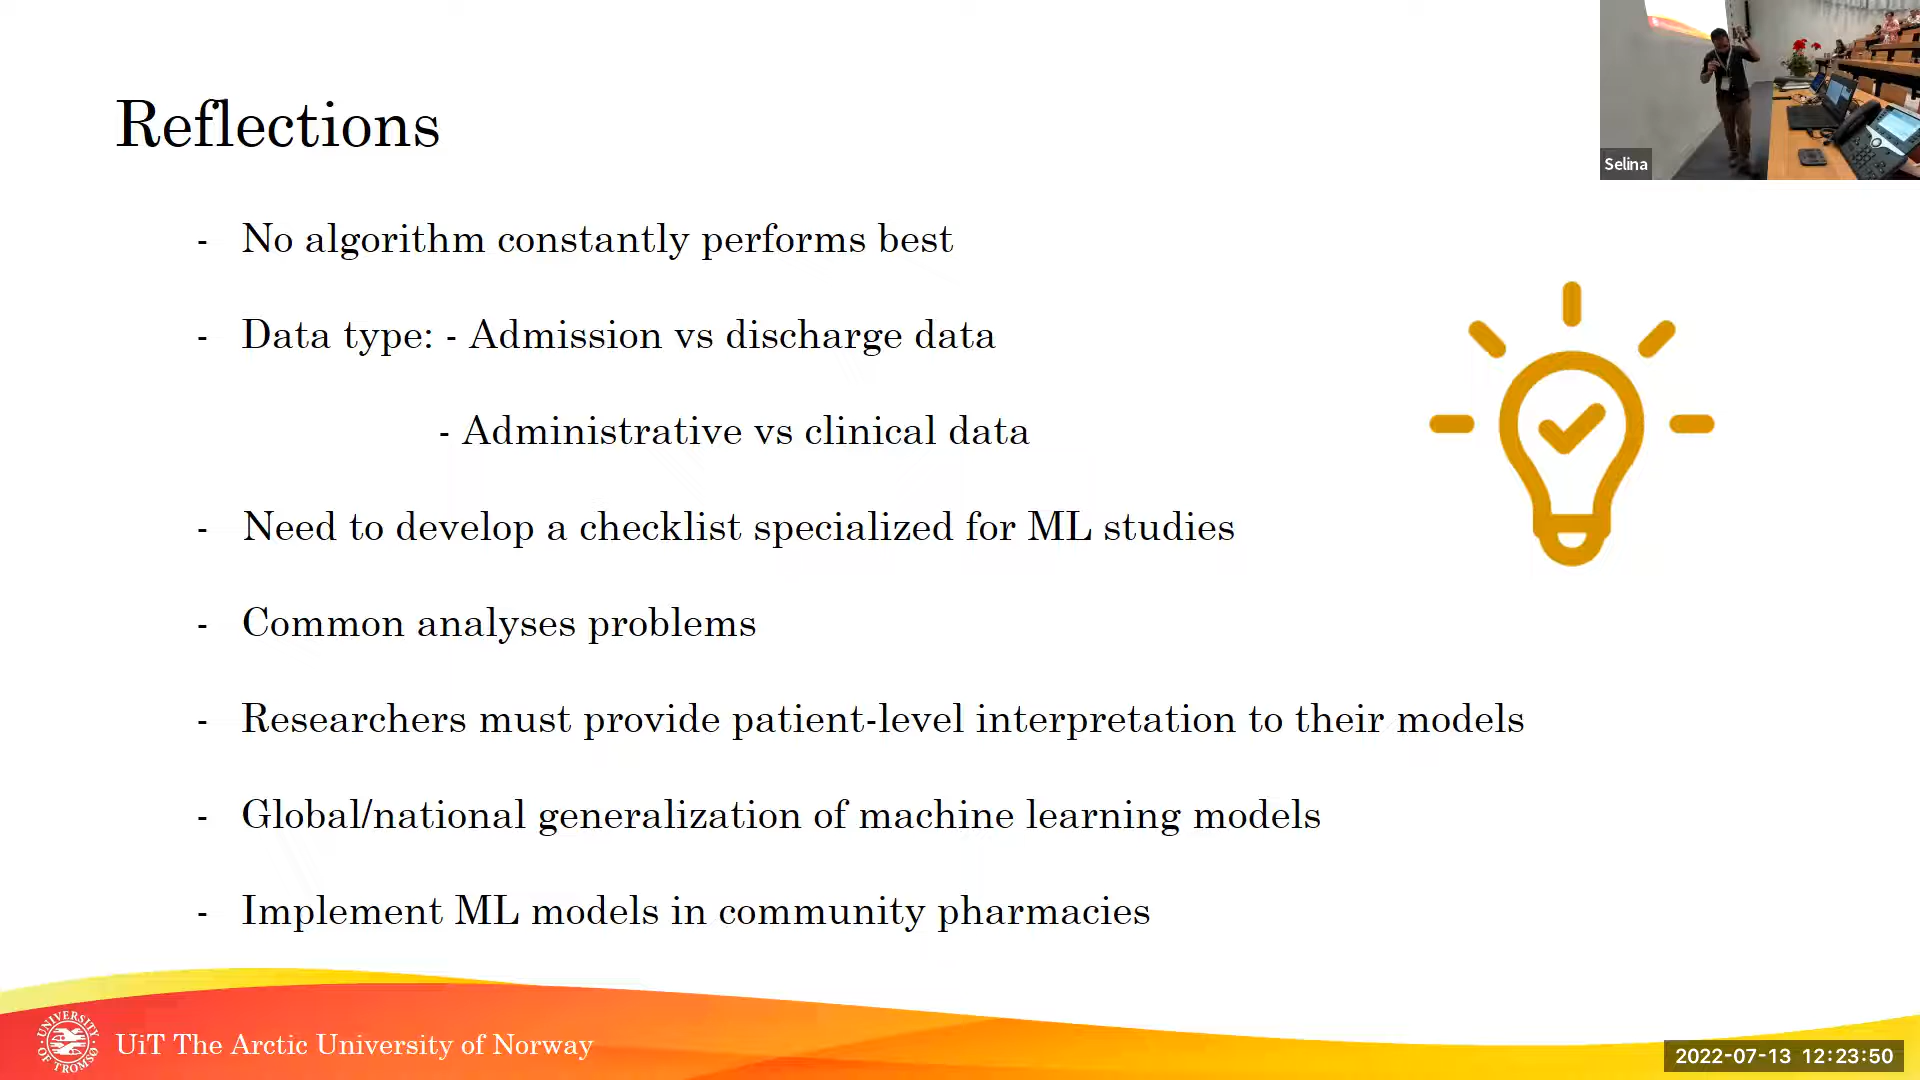 Reflections
Selina
- No algorithm constantly performs best
- Data type: - Admission vs discharge data
- Administrative vs clinical data
- Need to develop a checklist specialized for ML studies
- Common analyses problems
- Researchers must provide patient-level interpretation to their models
- Global/national generalization of machine learning models
- Implement ML models in community pharmacies
UNIVERSITY OF TROMSØ
UiT The Arctic University of Norway
2022-07-13 12:23:50